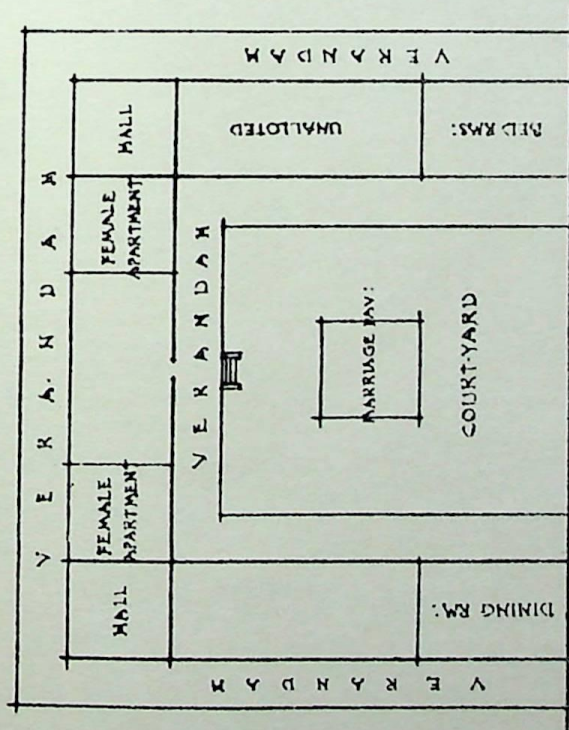 VERANDAH
HALL
UNALLOTED
BED RMS:
FEMALE
APARTMENT
VERANDAH
VERANDAH
MARRIAGE PAV:
COURT-YARD
FEMALE
APARTMENT
HALL
DINING RM:
VERANDAH